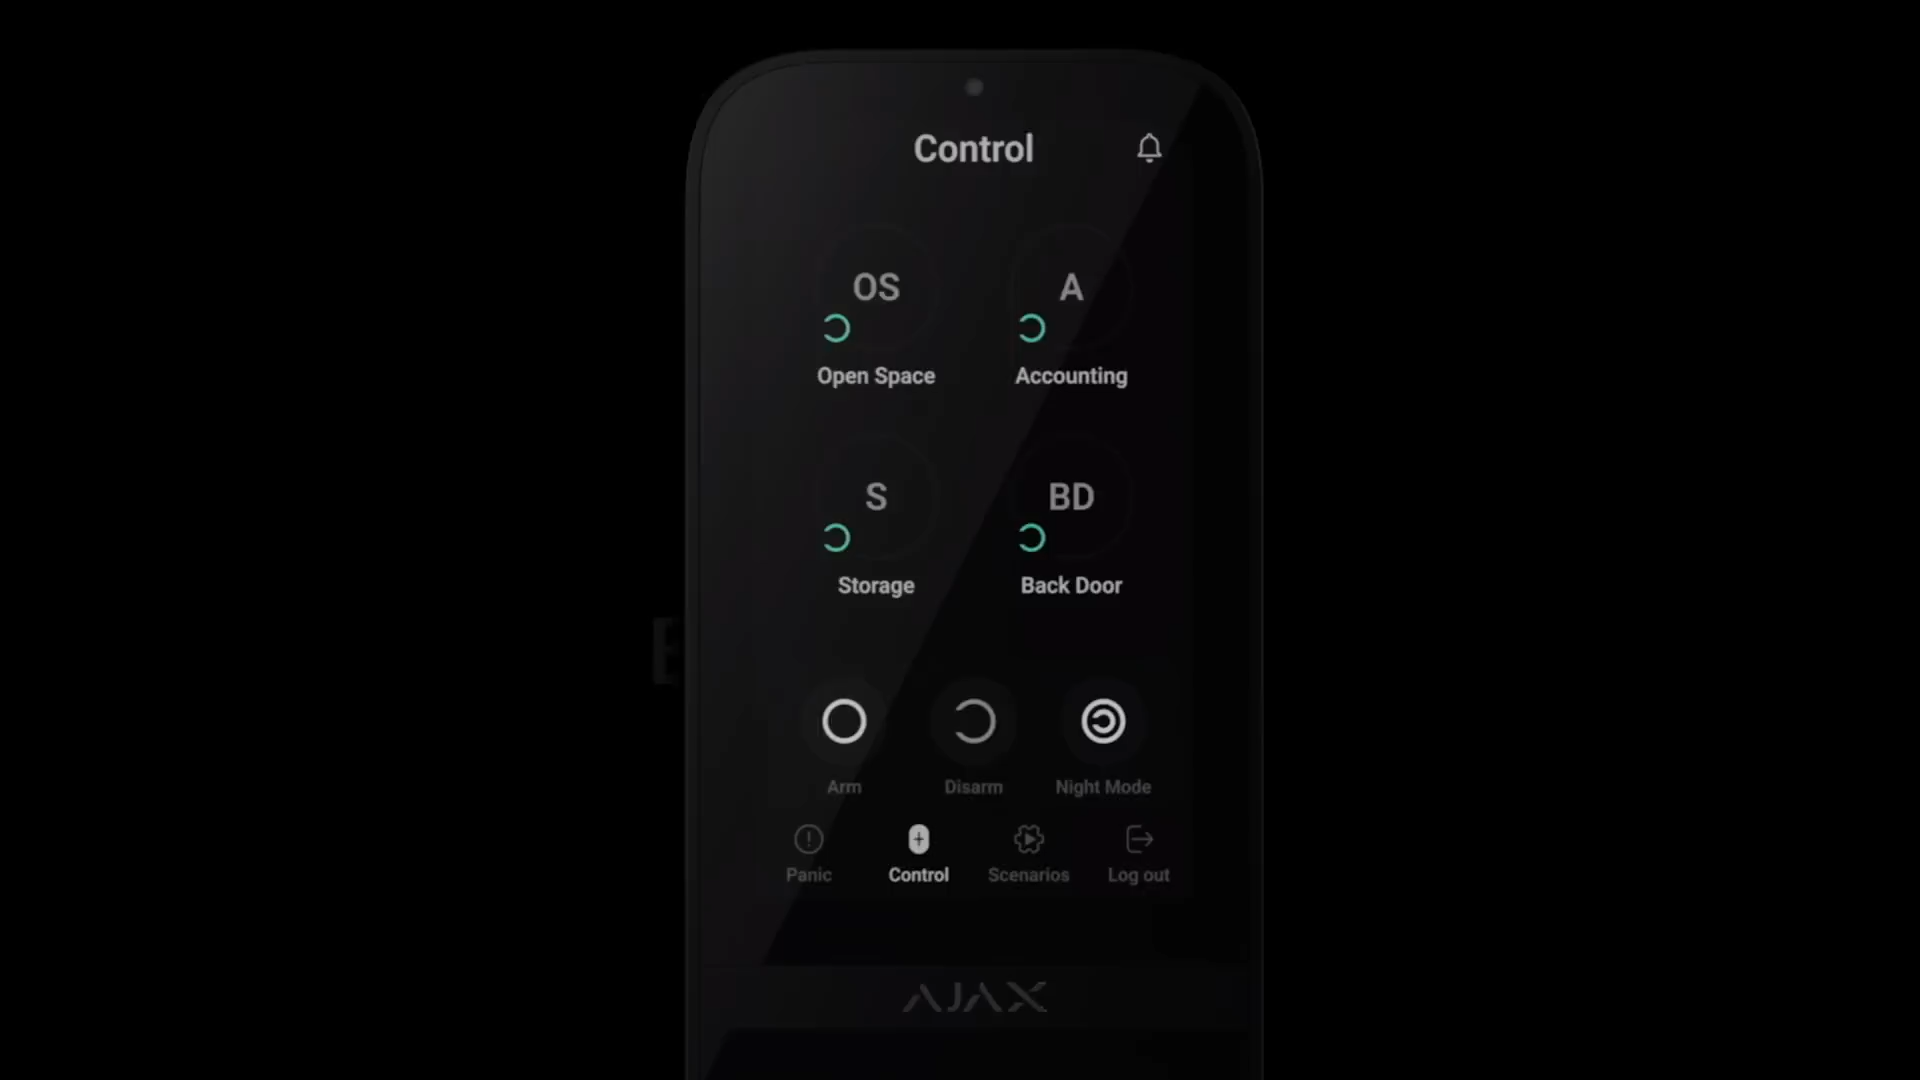 Control
OS
A
Open Space
Accounting
S
BD
Storage
Back Door
Arm
Disarm
Night Mode
Panic
Control
Scenarios
Log out
AJAX